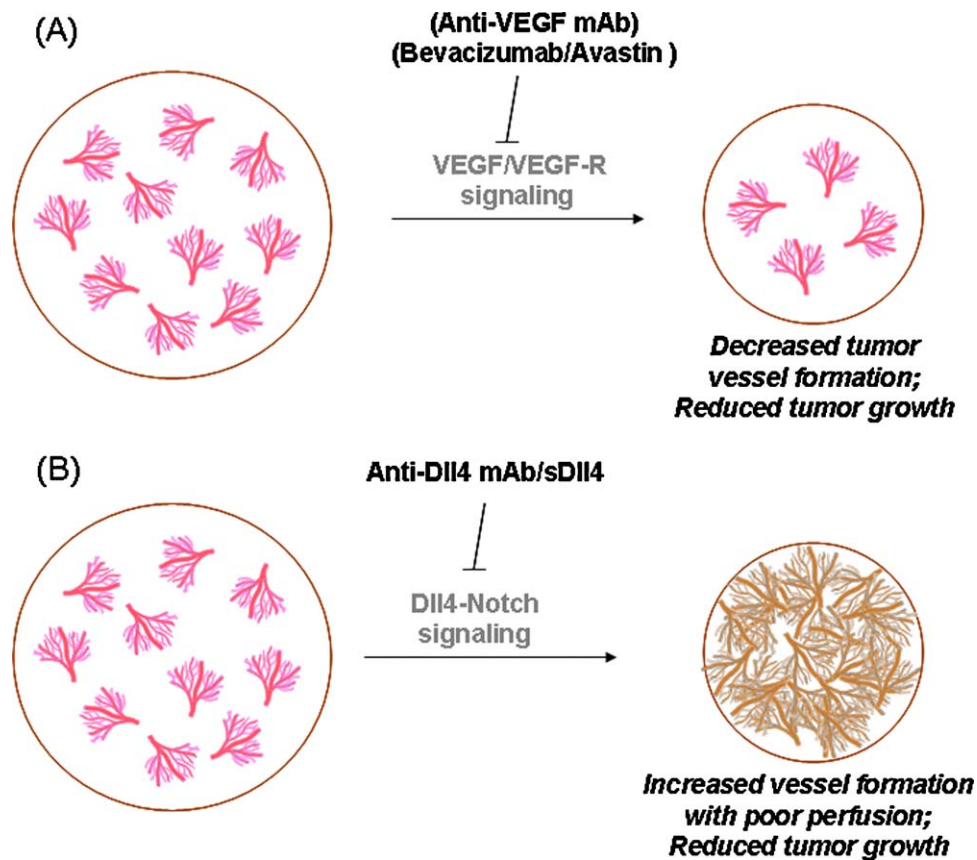 (A)
(Anti-VEGF mAb)
(Bevacizumab/Avastin )
VEGF/VEGF-R
signaling
Decreased tumor
vessel formation;
Reduced tumor growth
(B)
Anti-Dll4 mAb/sDll4
Dll4-Notch
signaling
Increased vessel formation
with poor perfusion;
Reduced tumor growth